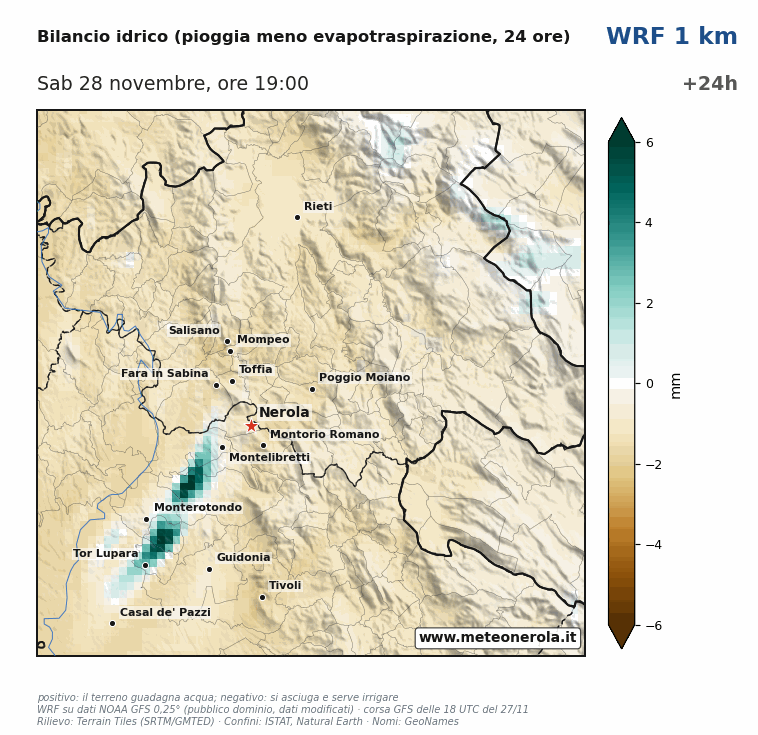 Bilancio idrico (pioggia meno evapotraspirazione, 24 ore)
WRF 1 km
Sab 28 novembre, ore 19:00
+24h
Rieti
Salisano
Mompeo
Fara in Sabina
Toffia
Poggio Moiano
Nerola
Montorio Romano
Montelibretti
Monterotondo
Tor Lupara
Guidonia
Tivoli
Casal de' Pazzi
www.meteonerola.it
6
4
2
0
−2
−4
−6
mm
positivo: il terreno guadagna acqua; negativo: si asciuga e serve irrigare
WRF su dati NOAA GFS 0,25° (pubblico dominio, dati modificati) · corsa GFS delle 18 UTC del 27/11
Rilievo: Terrain Tiles (SRTM/GMTED) · Confini: ISTAT, Natural Earth · Nomi: GeoNames